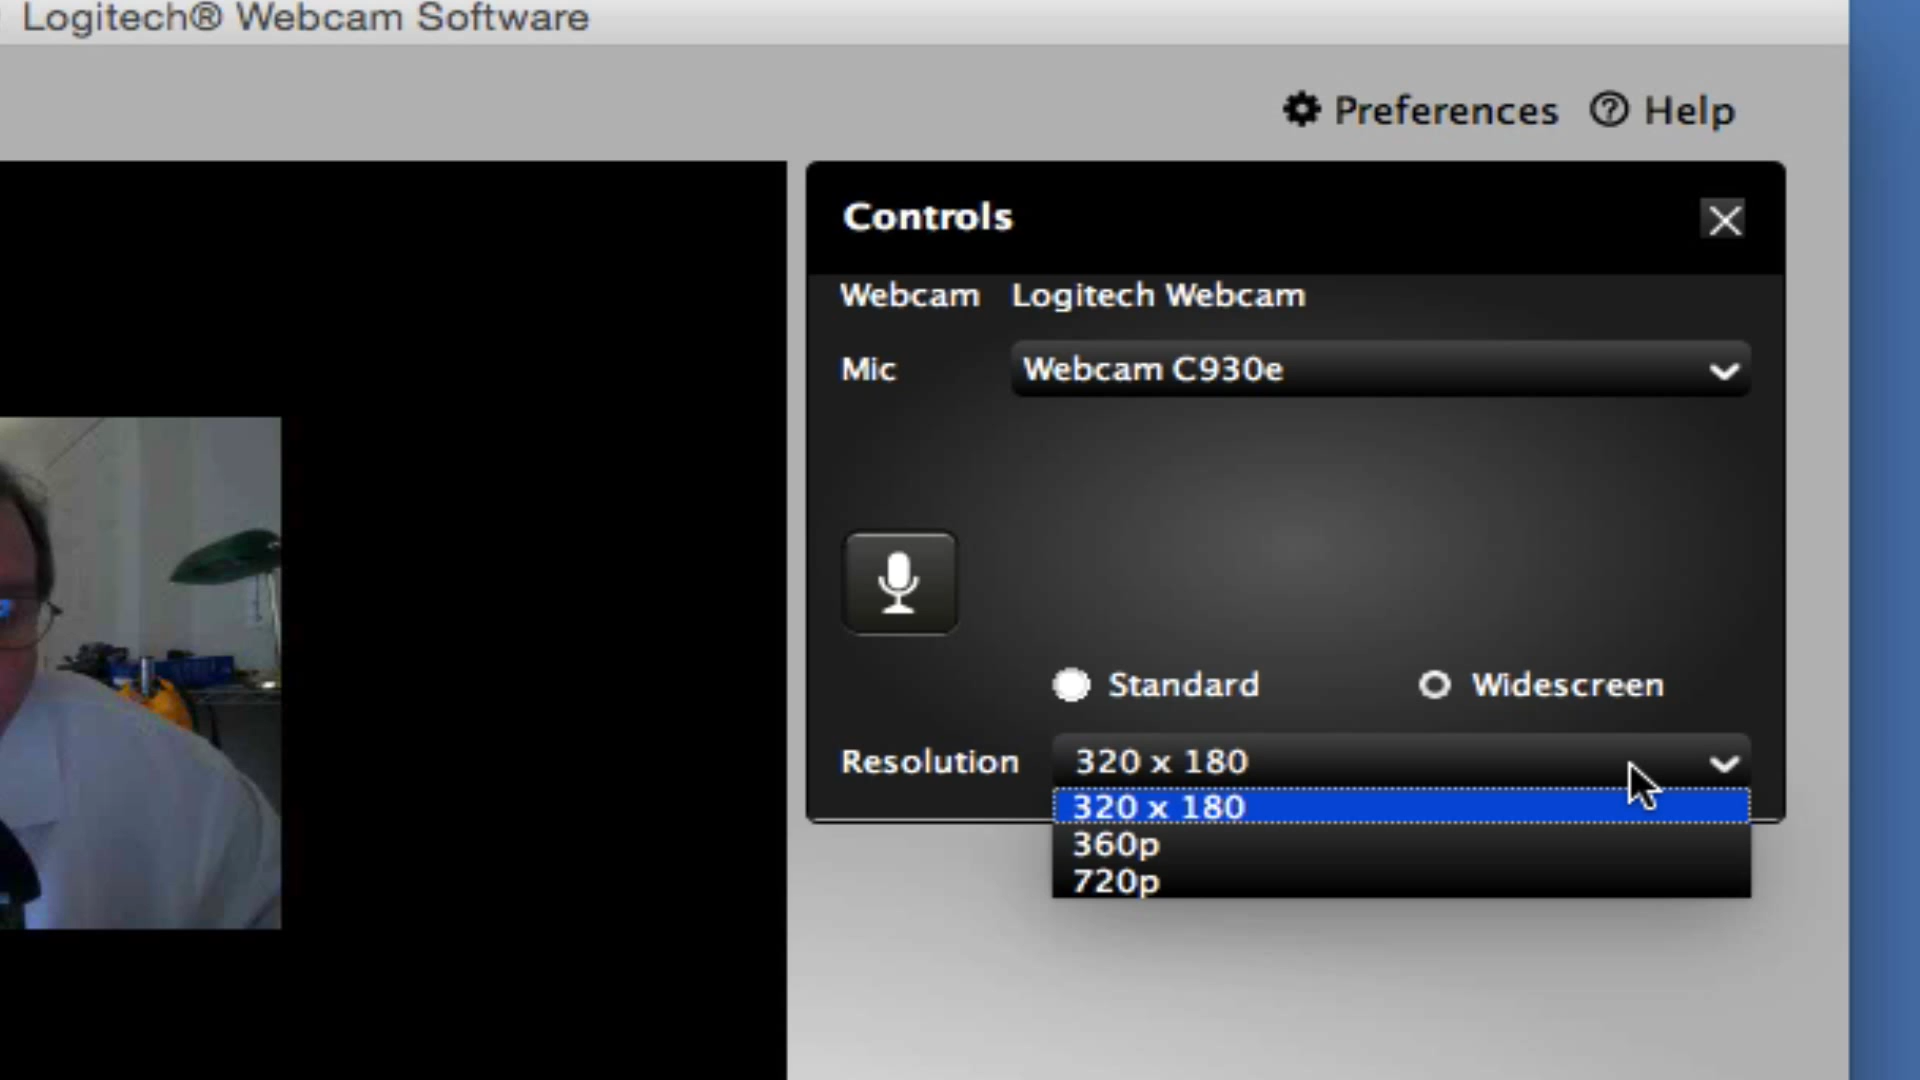 Logitech® Webcam Software
Preferences
Help
Controls
Webcam Logitech Webcam
Mic Webcam C930e
Standard Widescreen
Resolution 320 x 180
320 x 180
360p
720p